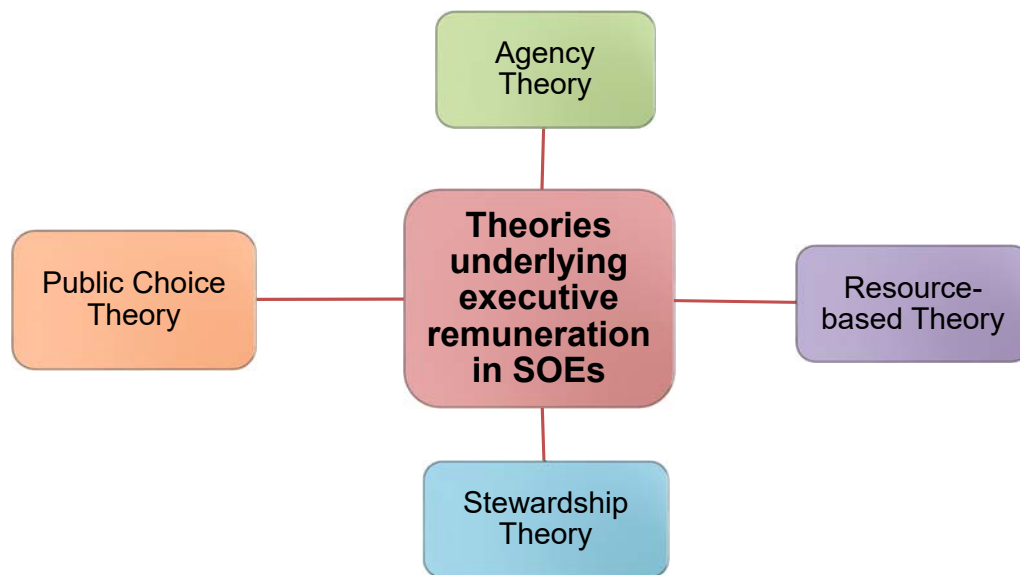 Agency
Theory
Theories
underlying
executive
remuneration
in SOEs
Public Choice
Theory
Resource-
based Theory
Stewardship
Theory